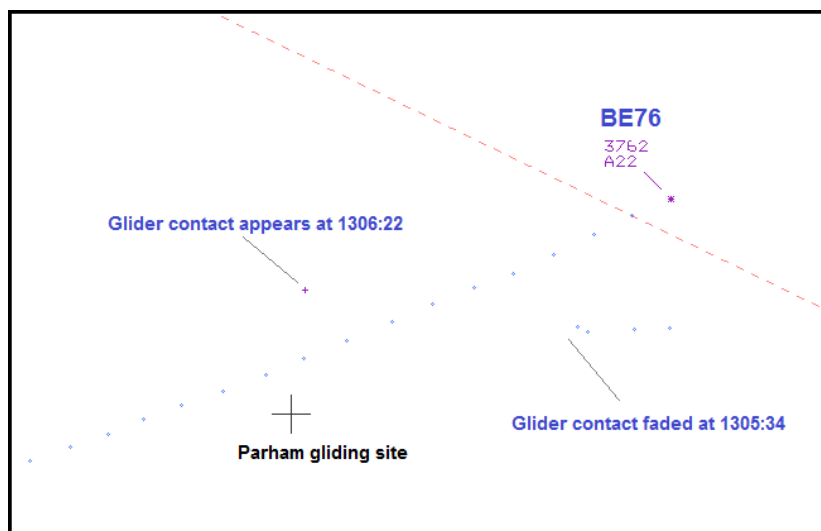 BE76
3762
A22
Glider contact appears at 1306:22
Glider contact faded at 1305:34
Parham gliding site